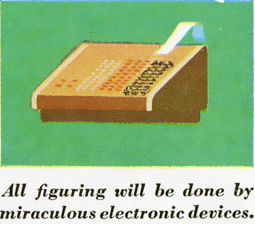 All figuring will be done by
miraculous electronic devices.